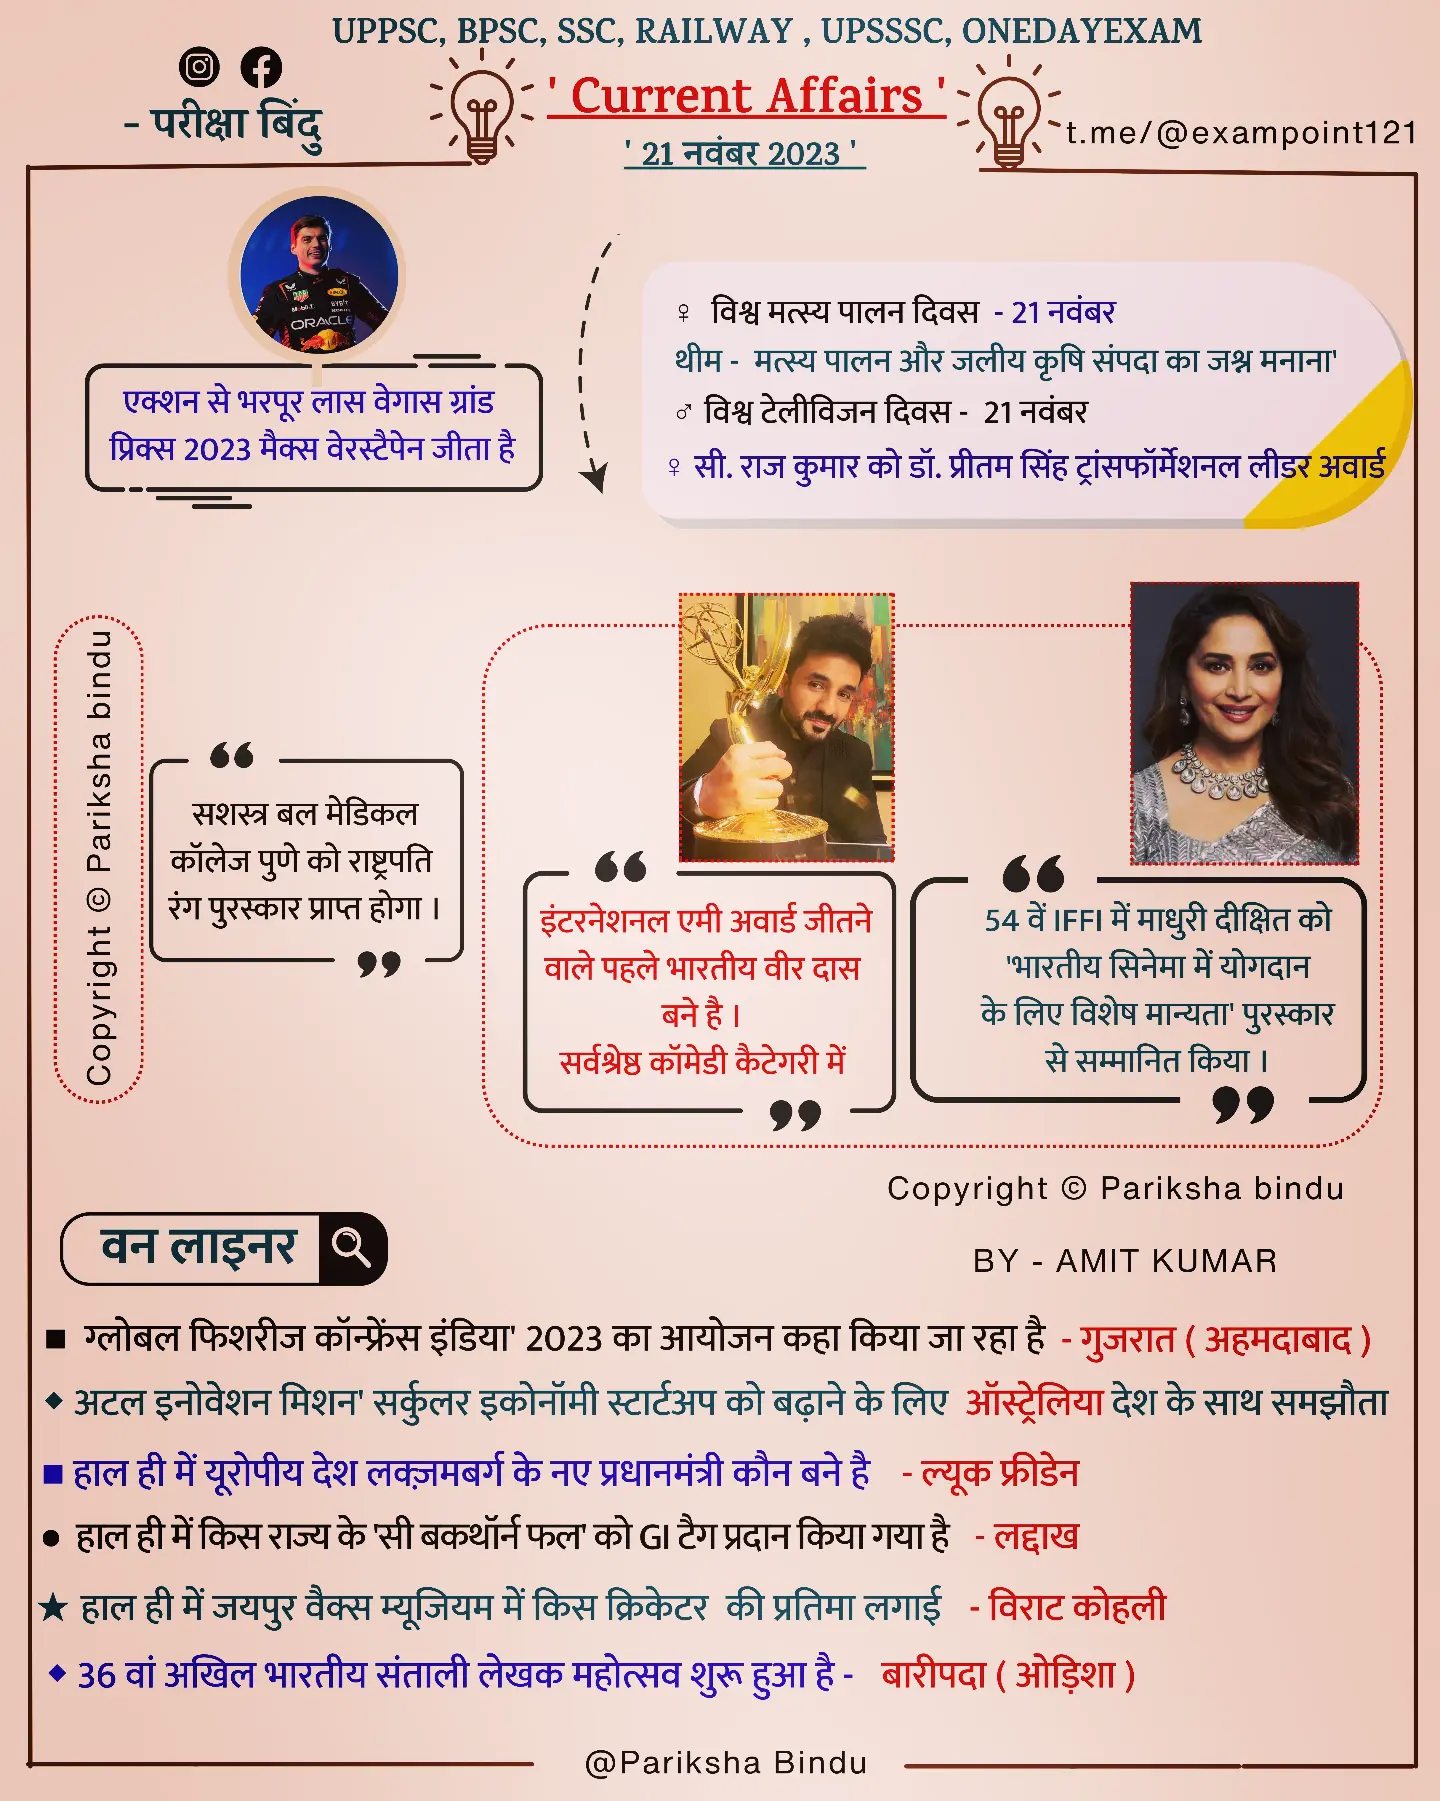 UPPSC, BPSC, SSC, RAILWAY , UPSSSC, ONEDAYEXAM
' Current Affairs '
- परीक्षा बिंदु
t.me/@exampoint121
' 21 नवंबर 2023 '
ORACLE
एक्शन से भरपूर लास वेगास ग्रांड
प्रिक्स 2023 मैक्स वेरस्टैपेन जीता है
♀ विश्व मत्स्य पालन दिवस - 21 नवंबर
थीम - मत्स्य पालन और जलीय कृषि संपदा का जश्न मनाना'
♂ विश्व टेलीविजन दिवस - 21 नवंबर
♀ सी. राज कुमार को डॉ. प्रीतम सिंह ट्रांसफॉर्मेशनल लीडर अवार्ड
Copyright © Pariksha bindu
सशस्त्र बल मेडिकल
कॉलेज पुणे को राष्ट्रपति
रंग पुरस्कार प्राप्त होगा ।
इंटरनेशनल एमी अवार्ड जीतने
वाले पहले भारतीय वीर दास
बने है ।
सर्वश्रेष्ठ कॉमेडी कैटेगरी में
54 वें IFFI में माधुरी दीक्षित को
'भारतीय सिनेमा में योगदान
के लिए विशेष मान्यता' पुरस्कार
से सम्मानित किया ।
Copyright © Pariksha bindu
वन लाइनर
BY - AMIT KUMAR
■ ग्लोबल फिशरीज कॉन्फ्रेंस इंडिया' 2023 का आयोजन कहा किया जा रहा है - गुजरात ( अहमदाबाद )
◆ अटल इनोवेशन मिशन' सर्कुलर इकोनॉमी स्टार्टअप को बढ़ाने के लिए ऑस्ट्रेलिया देश के साथ समझौता
■ हाल ही में यूरोपीय देश लक्ज़मबर्ग के नए प्रधानमंत्री कौन बने है - ल्यूक फ्रीडेन
● हाल ही में किस राज्य के 'सी बकथॉर्न फल' को GI टैग प्रदान किया गया है - लद्दाख
★ हाल ही में जयपुर वैक्स म्यूजियम में किस क्रिकेटर की प्रतिमा लगाई - विराट कोहली
◆ 36 वां अखिल भारतीय संताली लेखक महोत्सव शुरू हुआ है - बारीपदा ( ओड़िशा )
@Pariksha Bindu